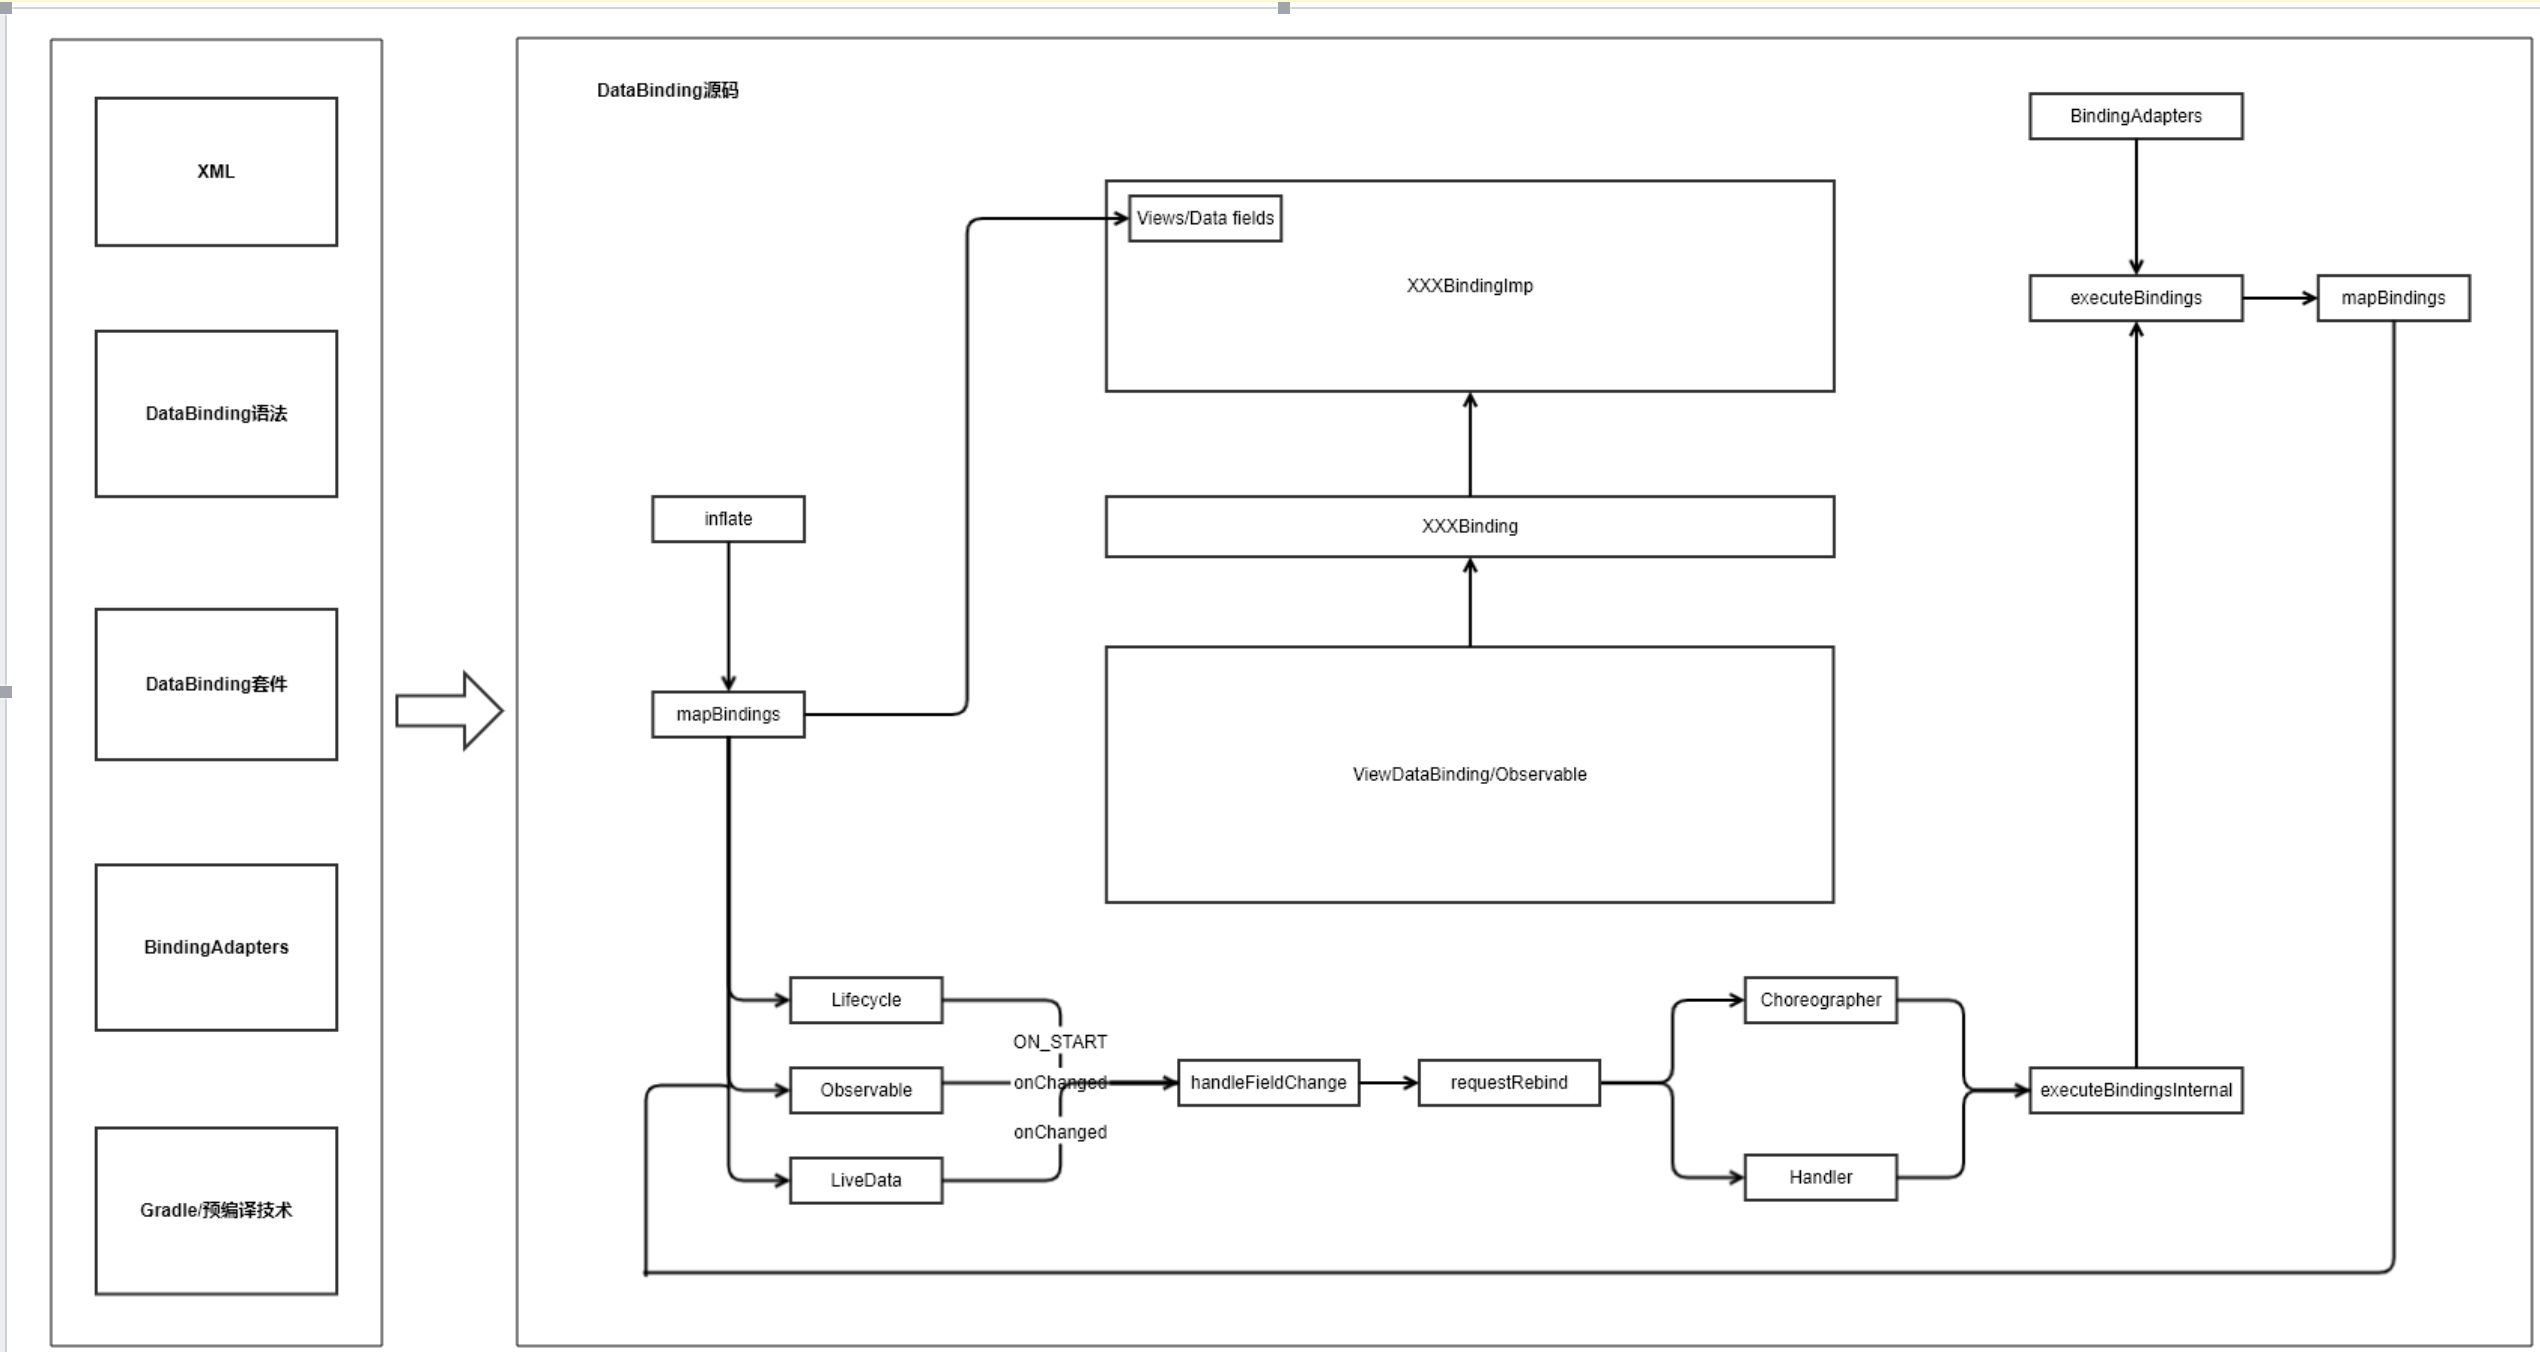 XML
DataBinding语法
DataBinding套件
BindingAdapters
Gradle/预编译技术
DataBinding源码
BindingAdapters
Views/Data fields
XXXBindingImp
executeBindings
mapBindings
inflate
XXXBinding
mapBindings
ViewDataBinding/Observable
Lifecycle
ON_START
Observable
onChanged
LiveData
onChanged
handleFieldChange
requestRebind
Choreographer
Handler
executeBindingsInternal